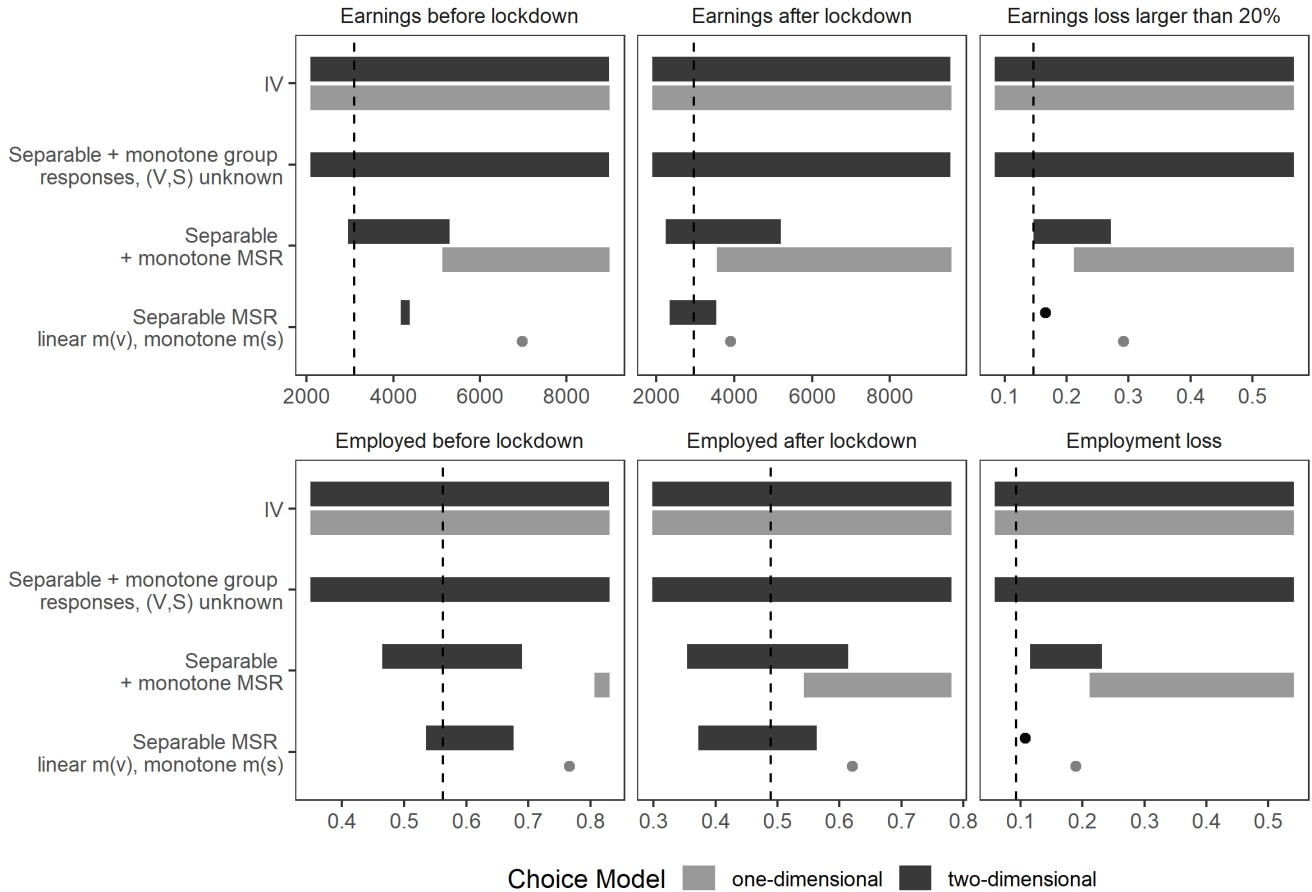 Earnings before lockdown
Earnings after lockdown
Earnings loss larger than 20%
IV
Separable + monotone group
responses, (V,S) unknown
Separable
+ monotone MSR
Separable MSR
linear m(v), monotone m(s)
2000 4000 6000 8000
2000 4000 6000 8000
0.1 0.2 0.3 0.4 0.5
Employed before lockdown
Employed after lockdown
Employment loss
IV
Separable + monotone group
responses, (V,S) unknown
Separable
+ monotone MSR
Separable MSR
linear m(v), monotone m(s)
0.4 0.5 0.6 0.7 0.8
0.3 0.4 0.5 0.6 0.7 0.8
0.1 0.2 0.3 0.4 0.5
Choice Model one-dimensional two-dimensional